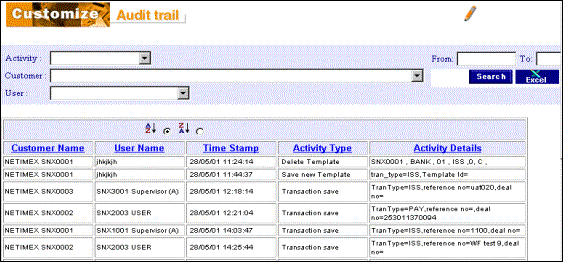 Customize Audit trail
Activity : From: To:
Customer : Search Excel
User :
A Z Z A
Customer Name User Name Time Stamp Activity Type Activity Details
NETIMEX SNX0001 jhkjkjh 28/05/01 11:24:14 Delete Template SNX0001 , BANK , 01 , ISS ,D, C ,
NETIMEX SNX0001 jhkjkjh 28/05/01 11:44:37 Save new Template tran_type=ISS,Template Id=
NETIMEX SNX0003 SNX3001 Supervisor (A) 28/05/01 12:18:14 Transaction save TranType=ISS,reference no=uat020,deal
no=
NETIMEX SNX0002 SNX2003 USER 28/05/01 12:21:04 Transaction save TranType=PAY,reference no=,deal
no=253011370094
NETIMEX SNX0001 SNX1001 Supervisor (A) 28/05/01 14:03:47 Transaction save TranType=ISS,reference no=1100,deal no=
NETIMEX SNX0002 SNX2003 USER 28/05/01 14:25:44 Transaction save TranType=ISS,reference no=WF test 9,deal
no=